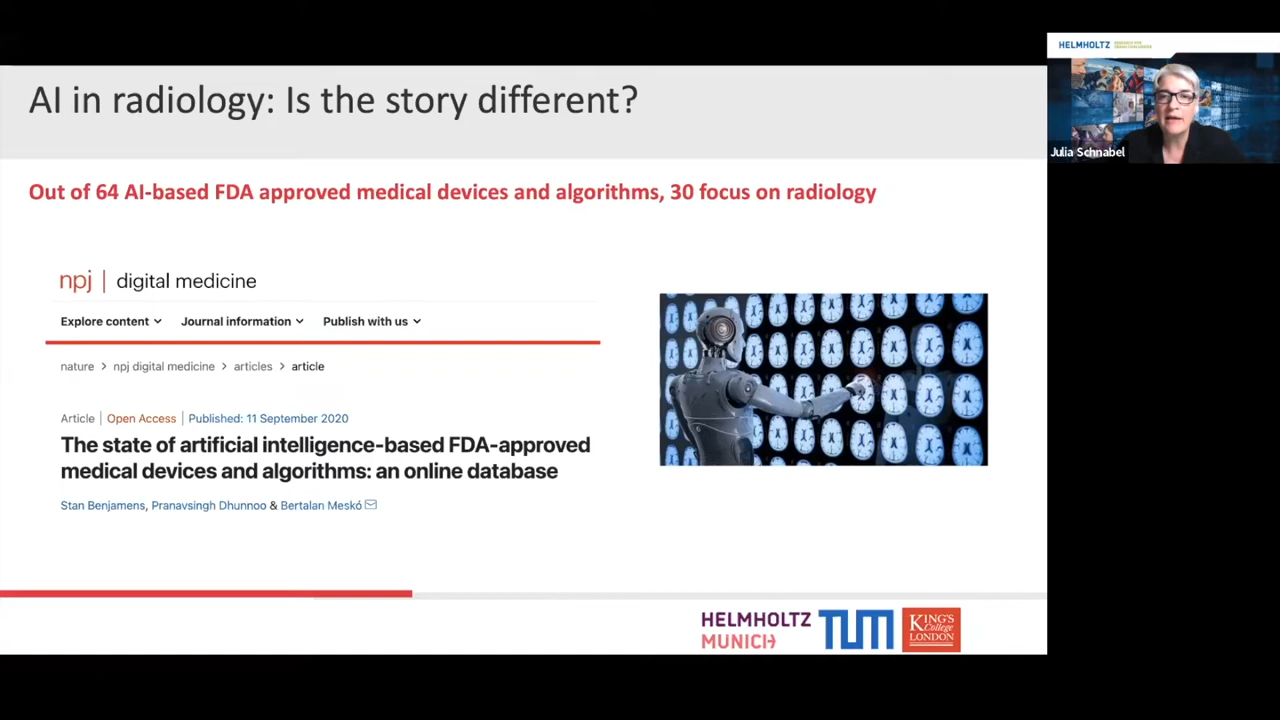 AI in radiology: Is the story different?
Out of 64 AI-based FDA approved medical devices and algorithms, 30 focus on radiology
npj | digital medicine
Explore content Journal information Publish with us
nature > npj digital medicine > articles > article
Article | Open Access | Published: 11 September 2020
The state of artificial intelligence-based FDA-approved
medical devices and algorithms: an online database
Stan Benjamens, Pranavsingh Dhunnoo & Bertalan Meskó
HELMHOLTZ
MUNICH
TUM
KING'S
College
LONDON
HELMHOLTZ
Julia Schnabel